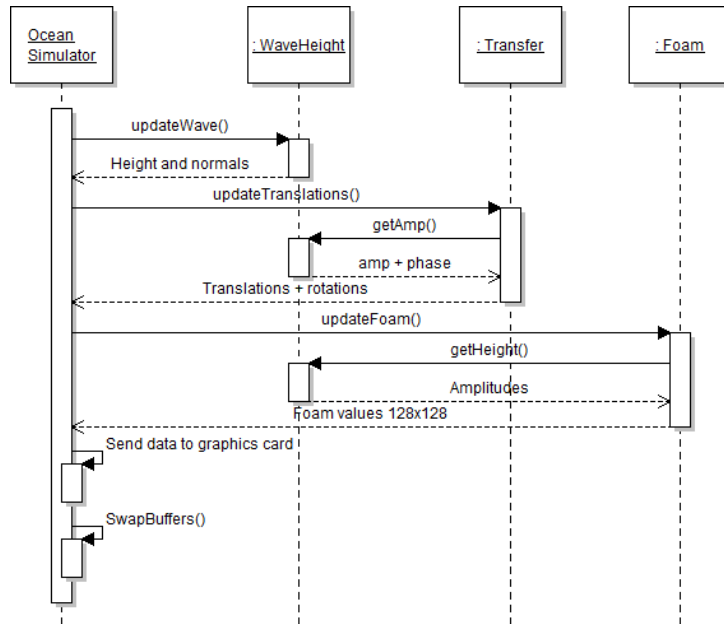 Ocean
Simulator
: WaveHeight
: Transfer
: Foam
updateWave()
Height and normals
updateTranslations()
getAmp()
amp + phase
Translations + rotations
updateFoam()
getHeight()
Amplitudes
Foam values 128x128
Send data to graphics card
SwapBuffers()